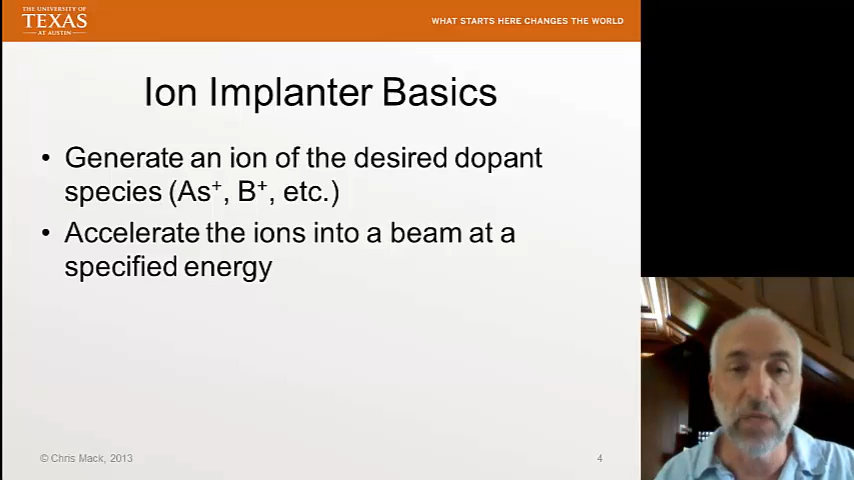 THE UNIVERSITY OF
TEXAS
AT AUSTIN
WHAT STARTS HERE CHANGES THE WORLD
Ion Implanter Basics
• Generate an ion of the desired dopant
species (As⁺, B⁺, etc.)
• Accelerate the ions into a beam at a
specified energy
© Chris Mack, 2013
4